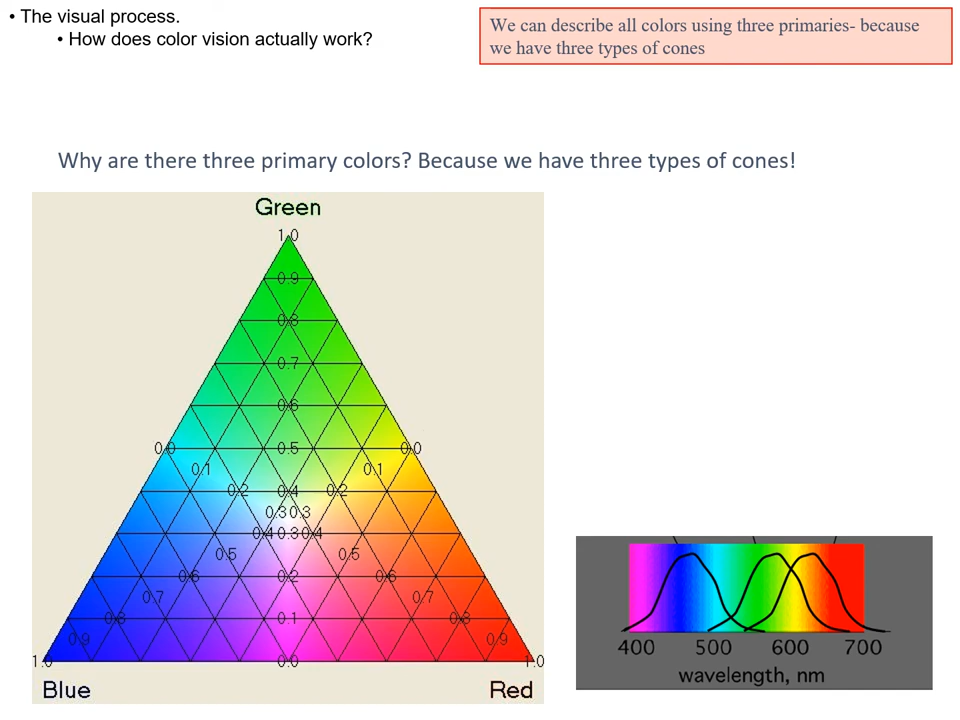 • The visual process.
• How does color vision actually work?
We can describe all colors using three primaries- because
we have three types of cones
Why are there three primary colors? Because we have three types of cones!
Green
1.0
0.9
0.8
0.7
0.6
0.0 0.5 0.0
0.1 0.1
0.2 0.4 0.2
0.3 0.3
0.4 0.3 0.4
0.5 0.5
0.6 0.2 0.6
0.7 0.7
0.8 0.1 0.8
0.9 0.9
1.0 0.0 1.0
Blue Red
400 500 600 700
wavelength, nm